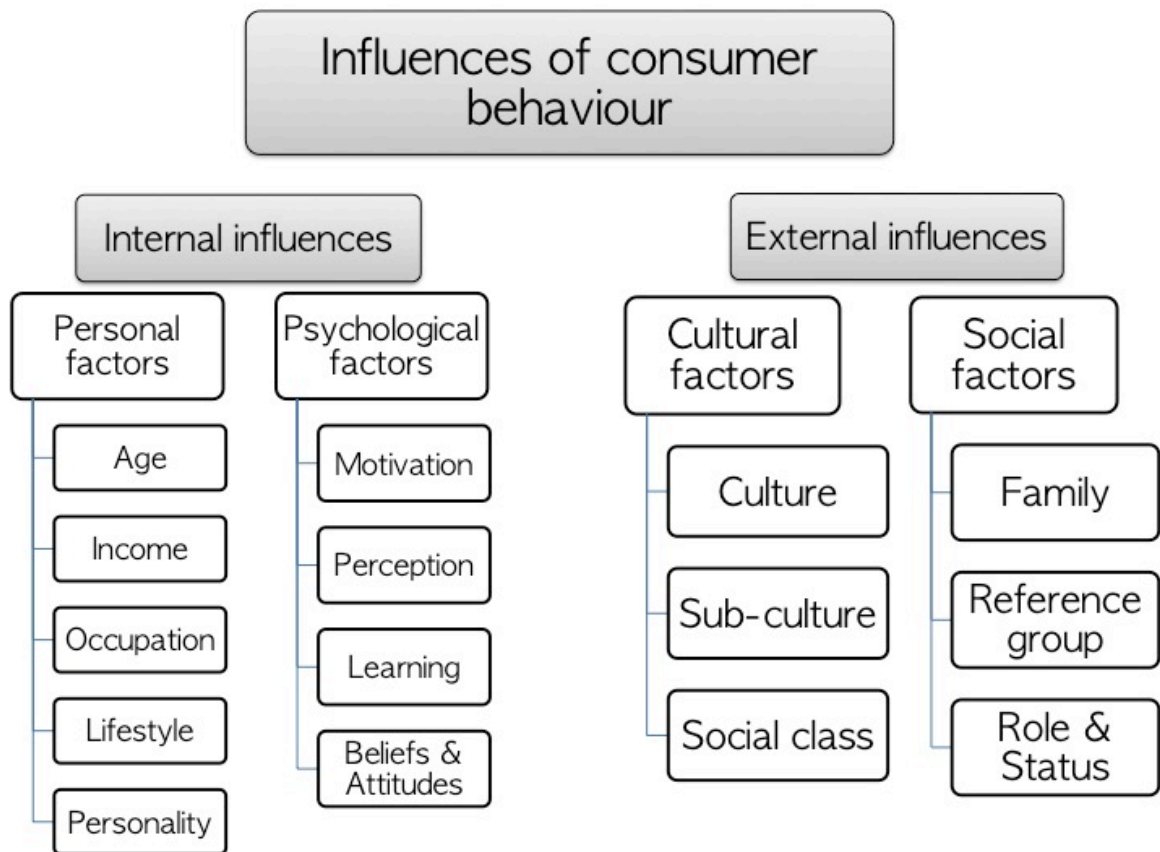 Influences of consumer
behaviour
Internal influences
External influences
Personal
factors
Age
Income
Occupation
Lifestyle
Personality
Psychological
factors
Motivation
Perception
Learning
Beliefs &
Attitudes
Cultural
factors
Culture
Sub-culture
Social class
Social
factors
Family
Reference
group
Role &
Status